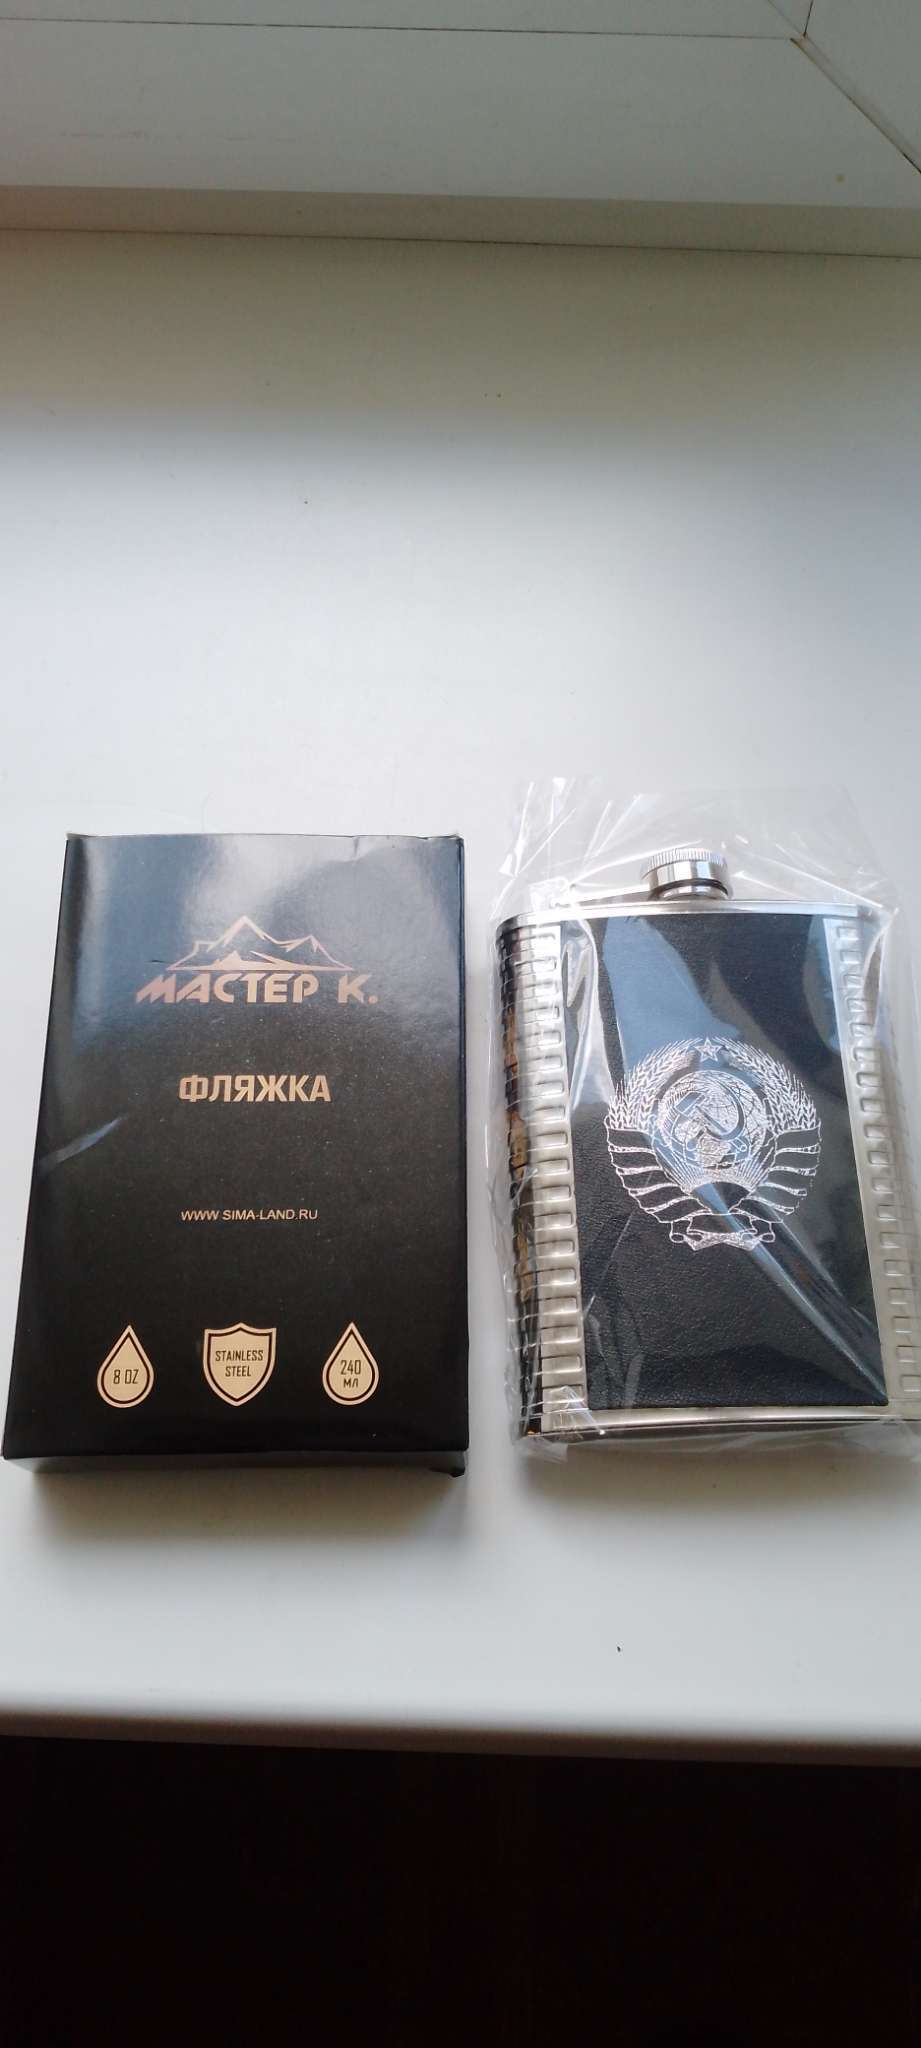 МАСТЕР К.
ФЛЯЖКА
WWW SIMA-LAND.RU
8 OZ
STAINLESS
STEEL
240
МЛ